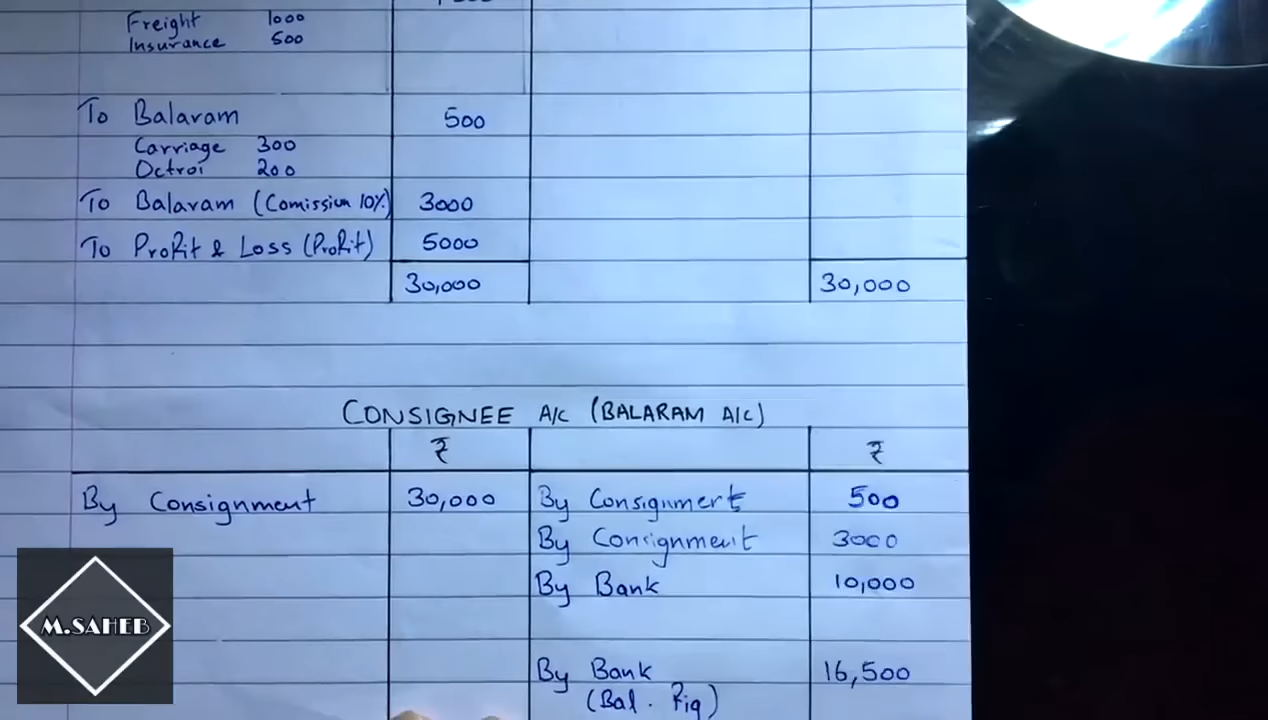 Freight 1000
Insurance 500
To Balaram 500
Carriage 300
Octroi 200
To Balaram (Comission 10%) 3000
To Profit & Loss (Profit) 5000
30,000 30,000
CONSIGNEE A/C (BALARAM A/C)
₹ ₹
By Consignment 30,000 By Consignment 500
By Consignment 3000
By Bank 10,000
By Bank 16,500
(Bal. Fig)
M.SAHEB